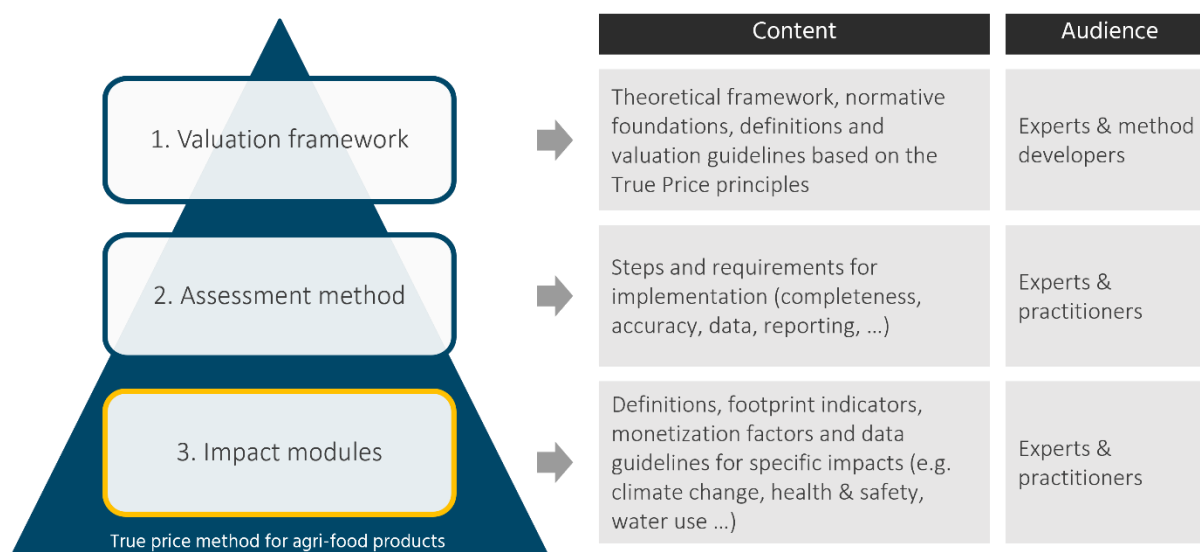 Content
Audience
1. Valuation framework
Theoretical framework, normative
foundations, definitions and
valuation guidelines based on the
True Price principles
Experts & method
developers
2. Assessment method
Steps and requirements for
implementation (completeness,
accuracy, data, reporting, …)
Experts &
practitioners
3. Impact modules
Definitions, footprint indicators,
monetization factors and data
guidelines for specific impacts (e.g.
climate change, health & safety,
water use …)
Experts &
practitioners
True price method for agri-food products